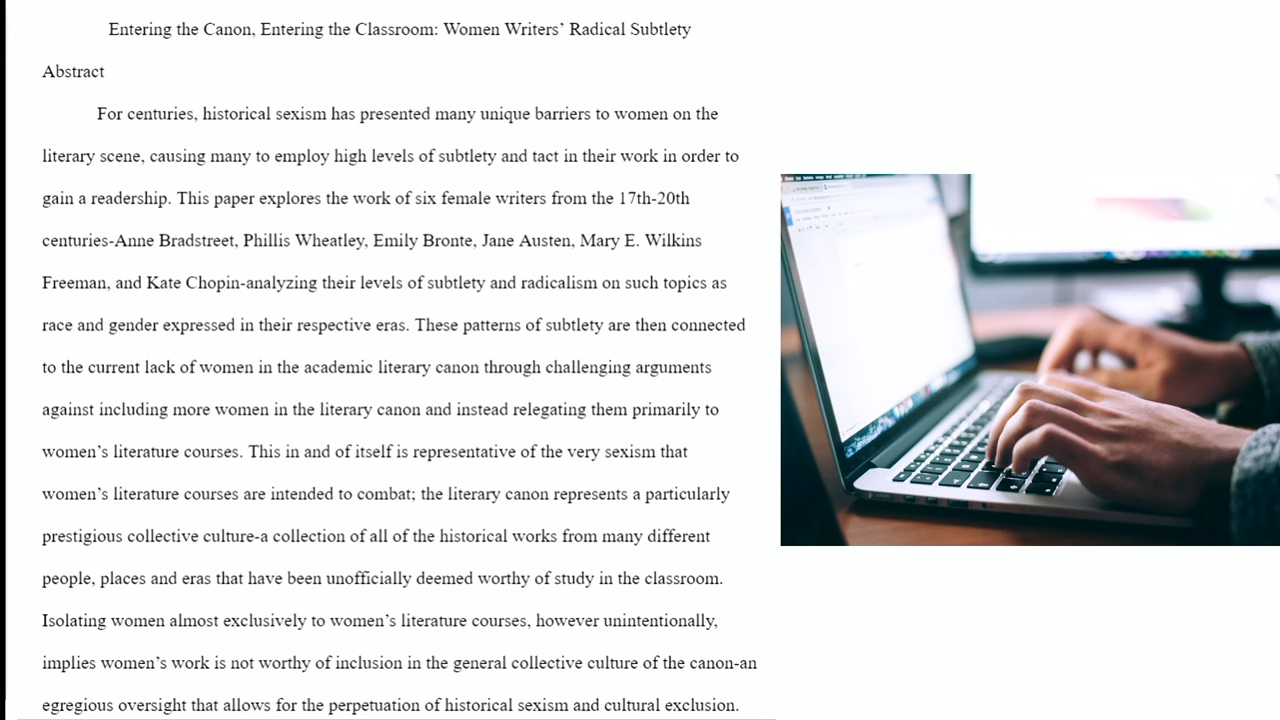 Entering the Canon, Entering the Classroom: Women Writers’ Radical Subtlety
Abstract
For centuries, historical sexism has presented many unique barriers to women on the
literary scene, causing many to employ high levels of subtlety and tact in their work in order to
gain a readership. This paper explores the work of six female writers from the 17th-20th
centuries-Anne Bradstreet, Phillis Wheatley, Emily Bronte, Jane Austen, Mary E. Wilkins
Freeman, and Kate Chopin-analyzing their levels of subtlety and radicalism on such topics as
race and gender expressed in their respective eras. These patterns of subtlety are then connected
to the current lack of women in the academic literary canon through challenging arguments
against including more women in the literary canon and instead relegating them primarily to
women’s literature courses. This in and of itself is representative of the very sexism that
women’s literature courses are intended to combat; the literary canon represents a particularly
prestigious collective culture-a collection of all of the historical works from many different
people, places and eras that have been unofficially deemed worthy of study in the classroom.
Isolating women almost exclusively to women’s literature courses, however unintentionally,
implies women’s work is not worthy of inclusion in the general collective culture of the canon-an
egregious oversight that allows for the perpetuation of historical sexism and cultural exclusion.